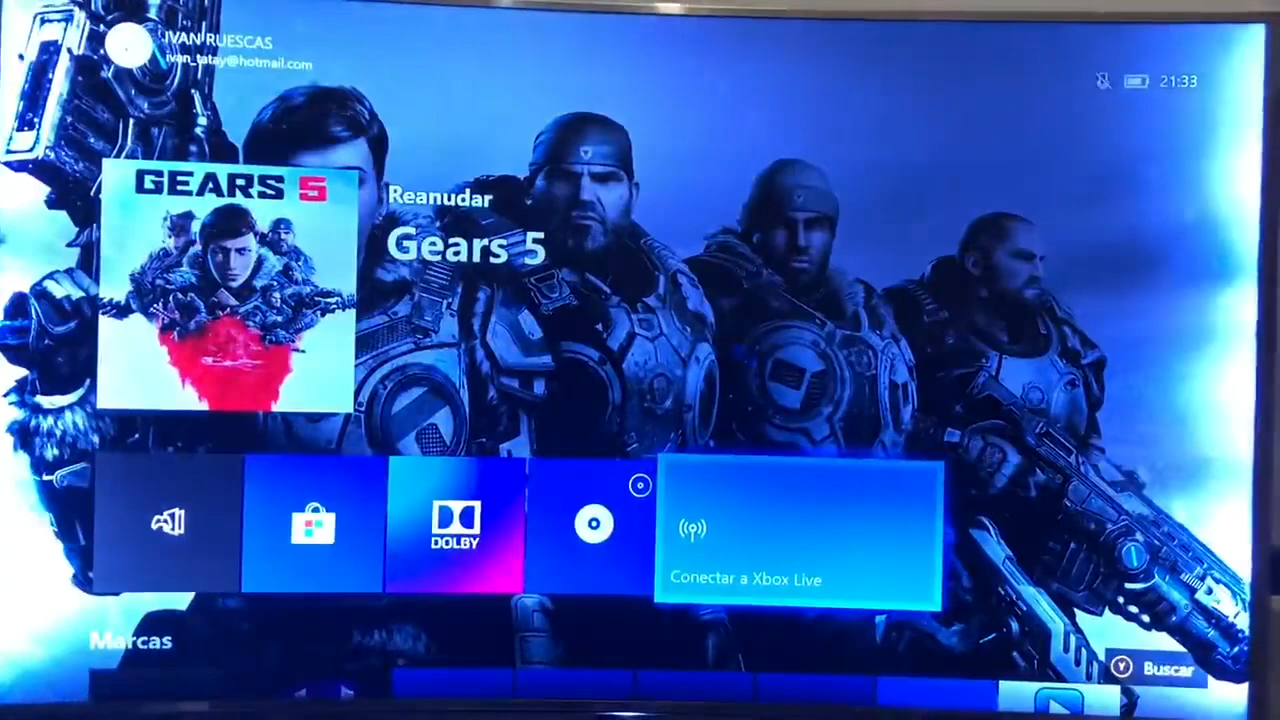 IVAN RUESCAS
ivan_tatay@hotmail.com
21:33
GEARS 5
Reanudar
Gears 5
DOLBY
Conectar a Xbox Live
Marcas
Y Buscar